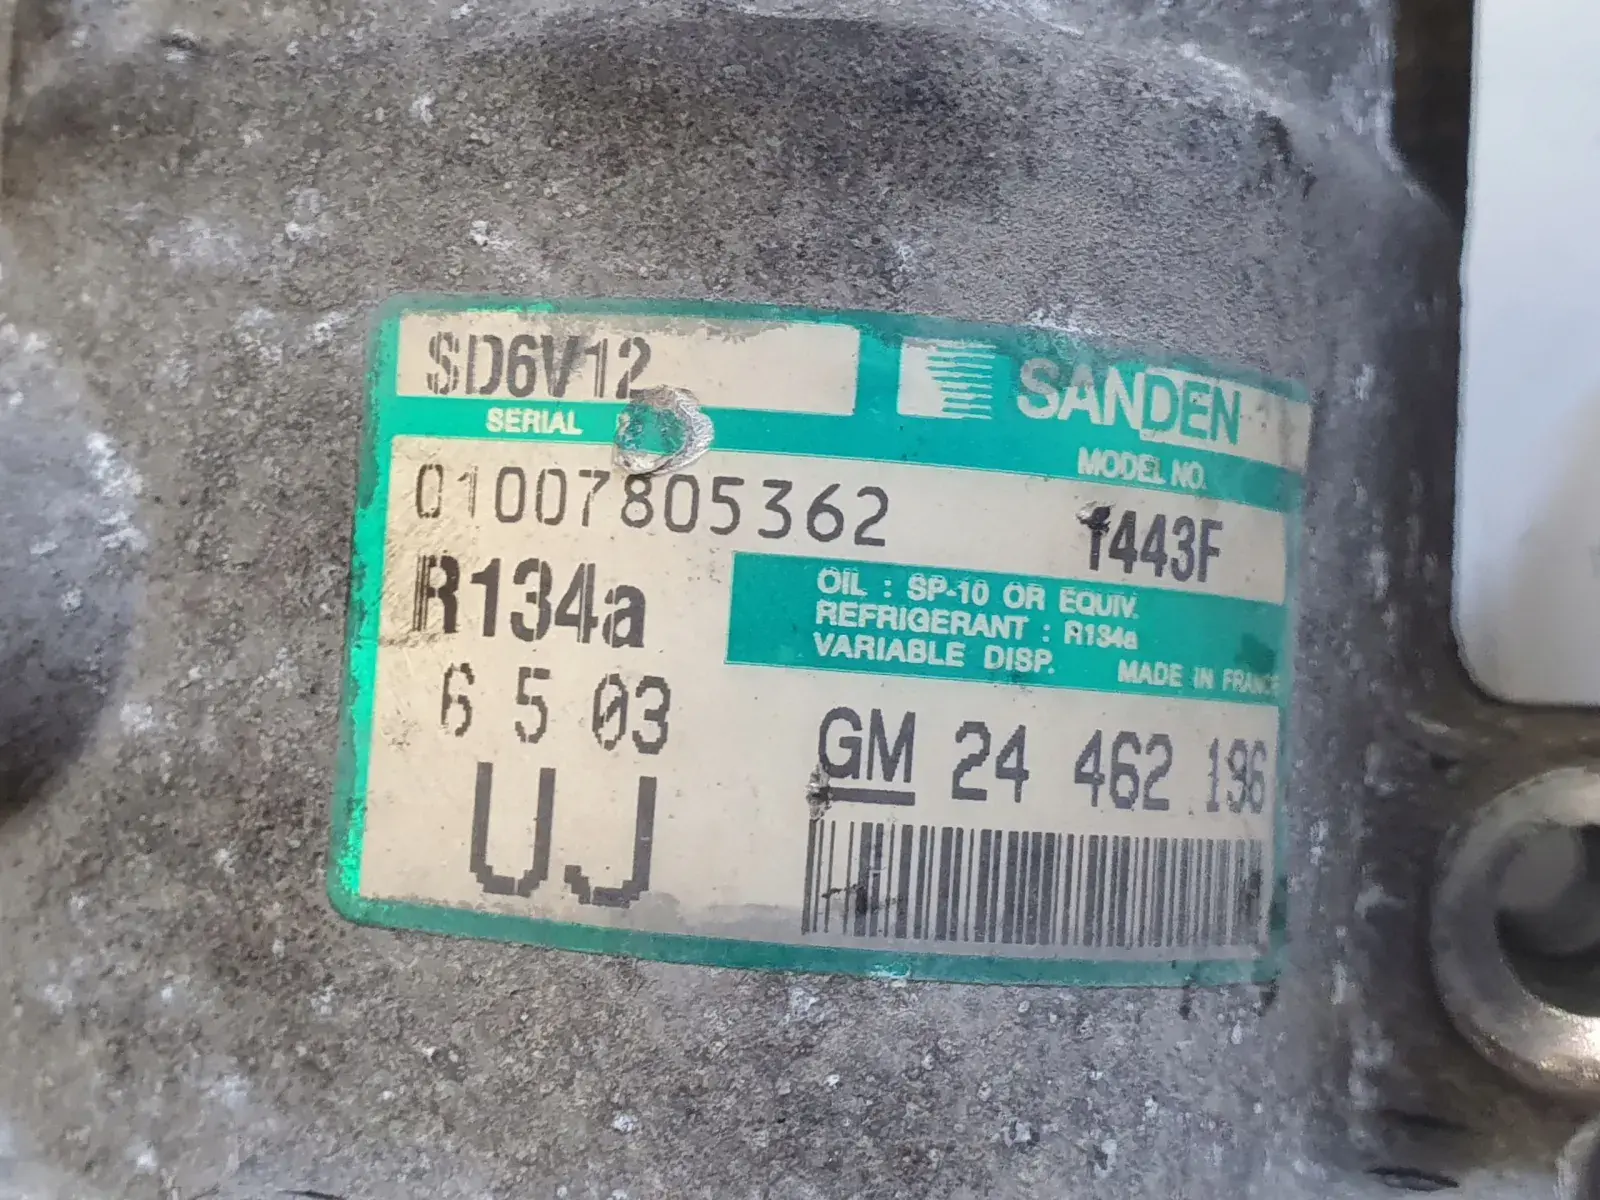 SD6V12
SANDEN
SERIAL
MODEL NO.
01007805362
1443F
R134a
OIL : SP-10 OR EQUIV.
REFRIGERANT : R134a
VARIABLE DISP.
MADE IN FRANCE
6 5 03
GM 24 462 196
UJ